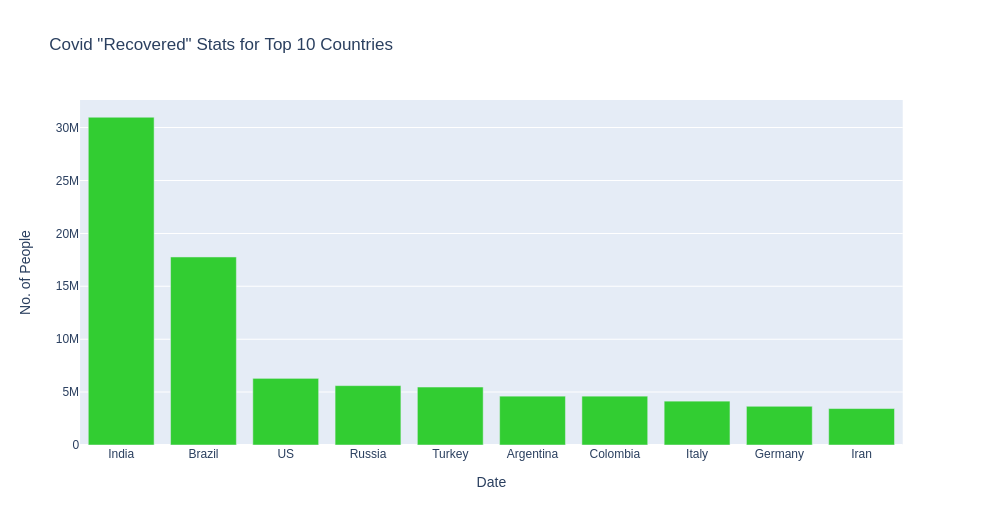 Covid "Recovered" Stats for Top 10 Countries
No. of People
30M
25M
20M
15M
10M
5M
0
India Brazil US Russia Turkey Argentina Colombia Italy Germany Iran
Date